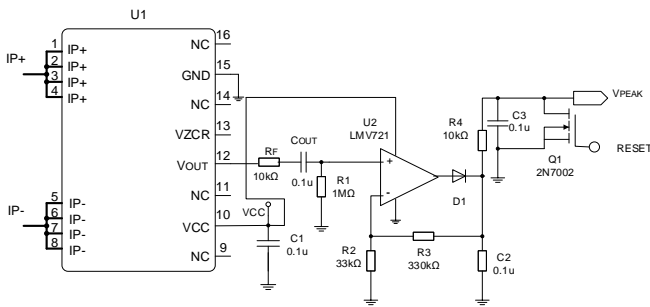 U1
IP+
IP-
1
2
3
4
IP+
IP+
IP+
IP+
5
6
7
8
IP-
IP-
IP-
IP-
NC
16
GND
15
NC
14
VZCR
13
VOUT
12
NC
11
VCC
10
NC
9
RF
10kΩ
COUT
0.1u
R1
1MΩ
VCC
C1
0.1u
U2
LMV721
+
-
D1
R2
33kΩ
R3
330kΩ
C2
0.1u
R4
10kΩ
C3
0.1u
VPEAK
RESET
Q1
2N7002